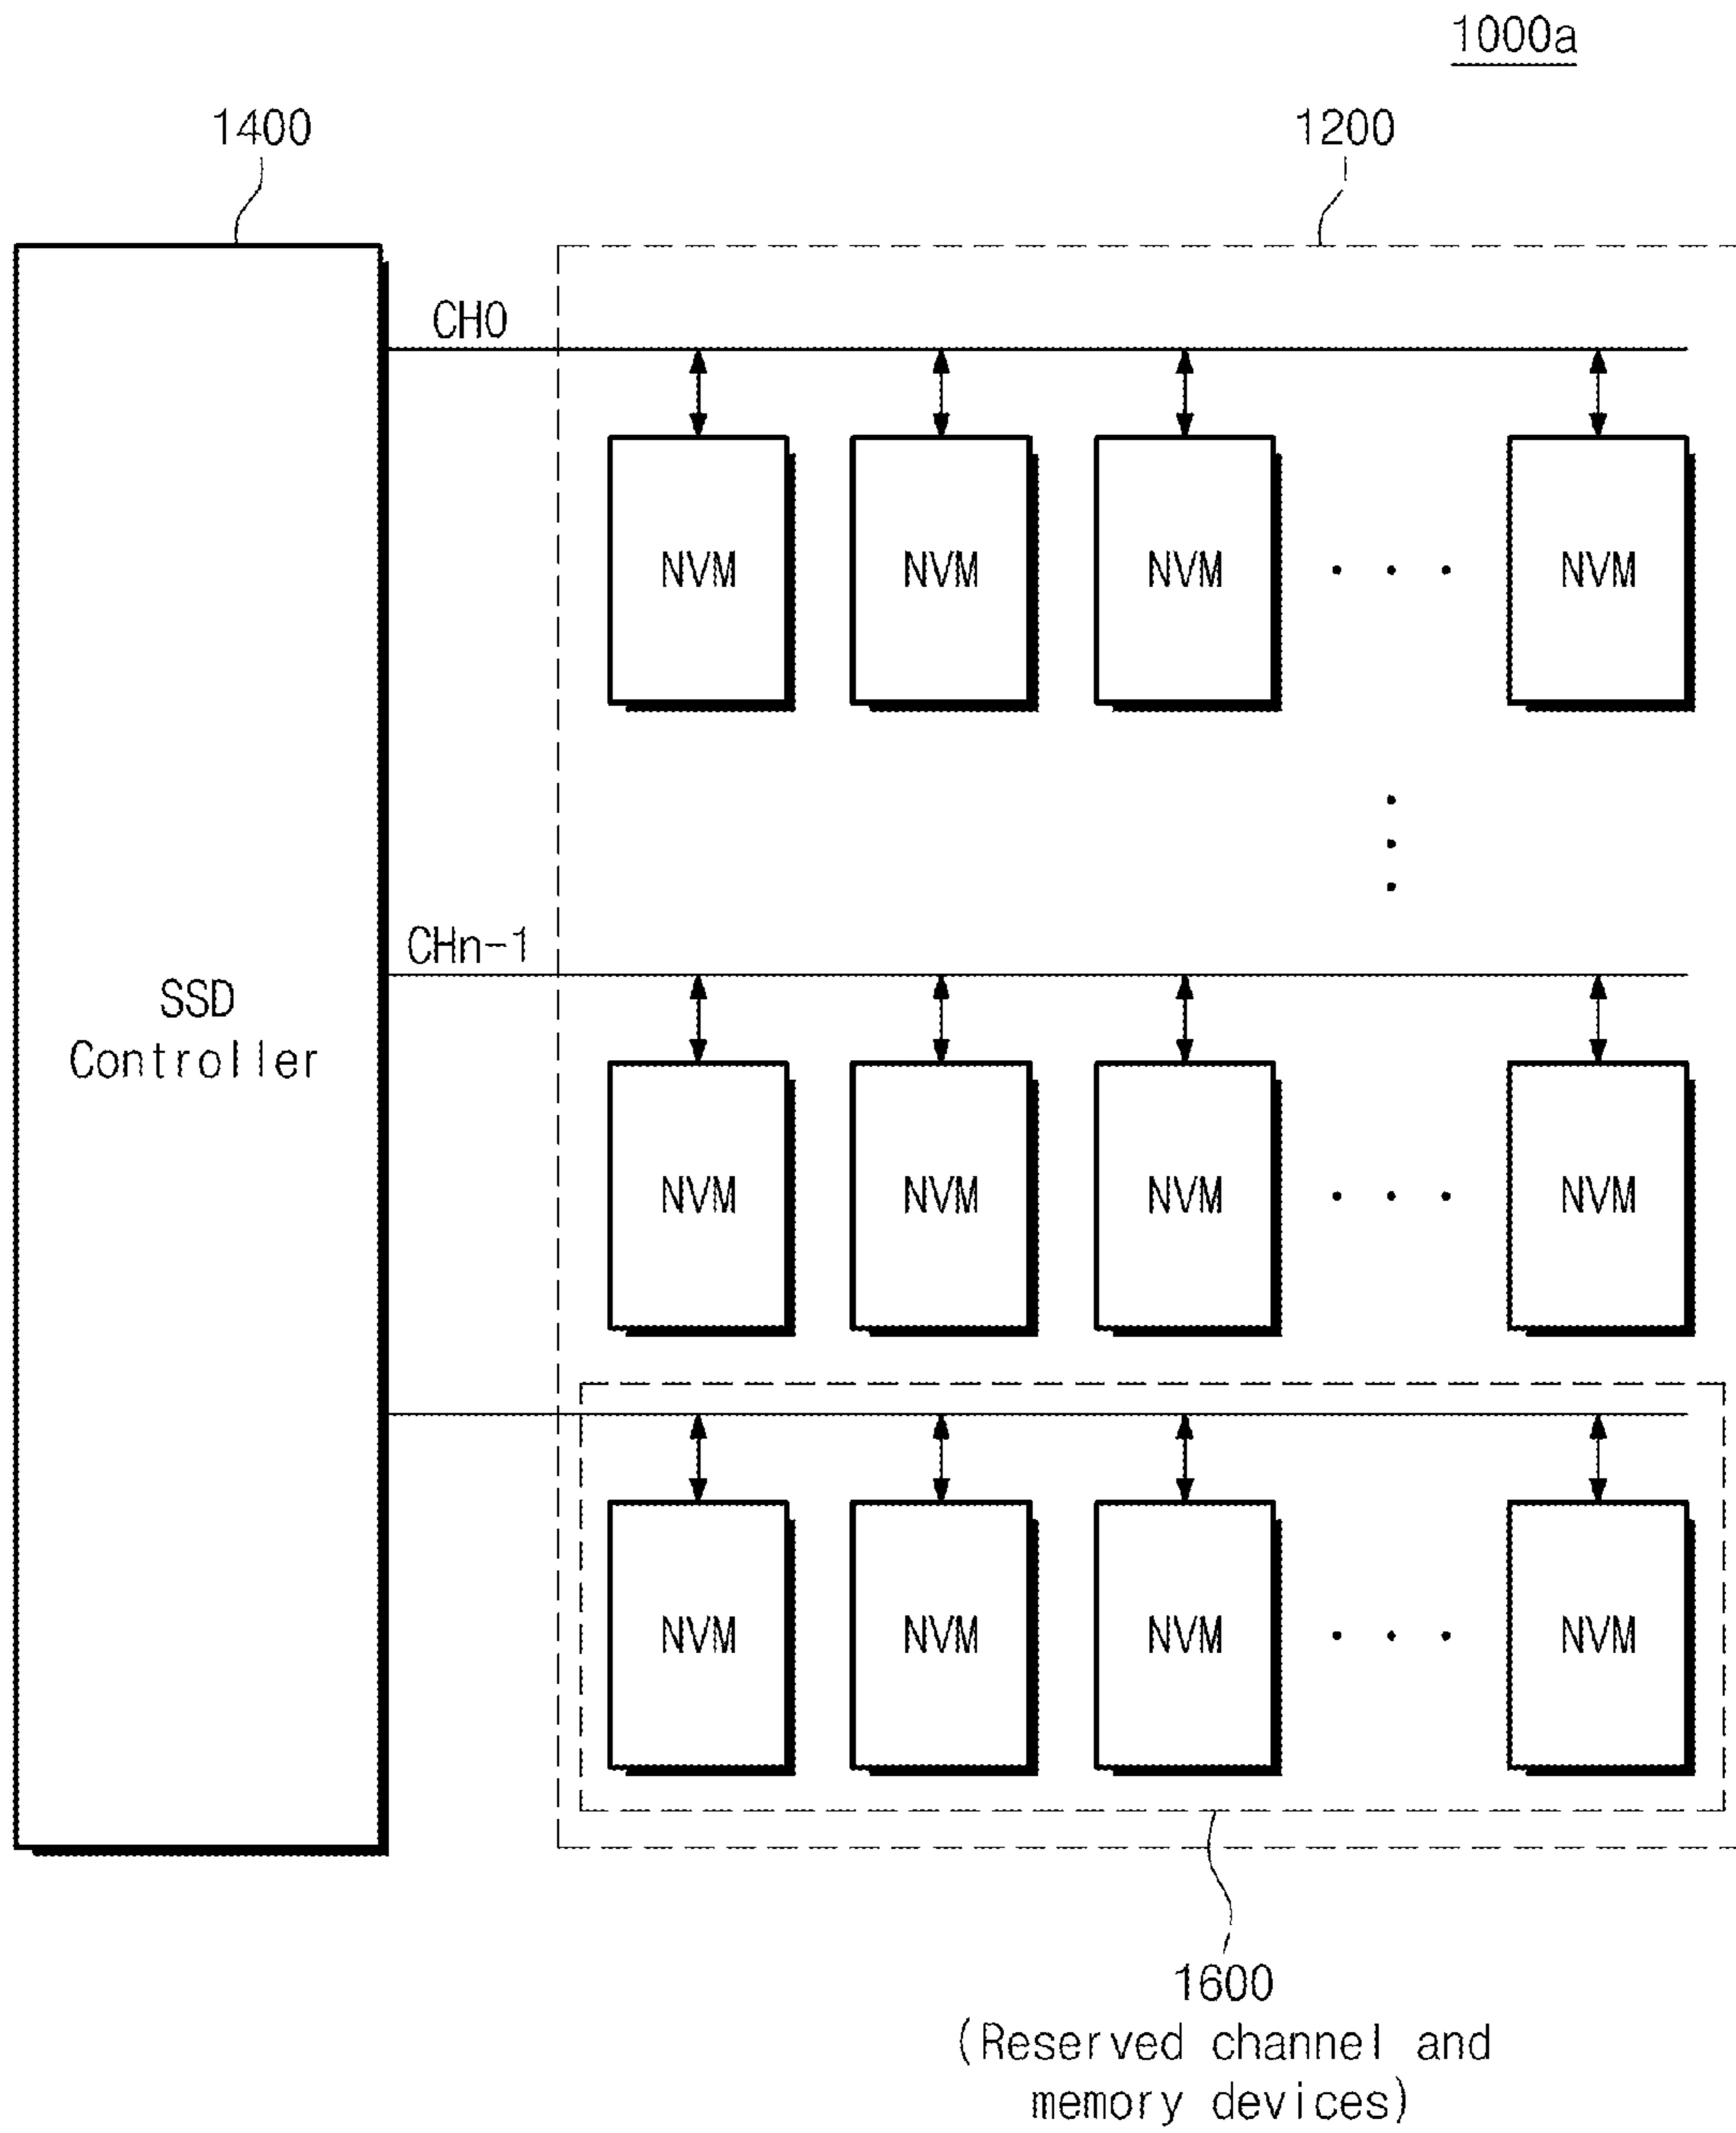 1000a
1400
1200
CH0
NVM NVM NVM . . . NVM
CHn-1
SSD
Controller
NVM NVM NVM . . . NVM
NVM NVM NVM . . . NVM
1600
(Reserved channel and
memory devices)